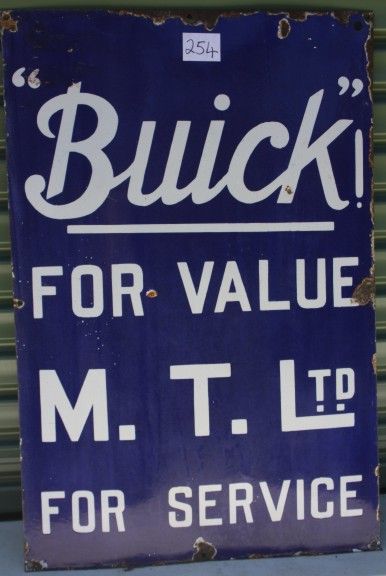 254
"Buick"!
FOR VALUE
M. T. LTD
FOR SERVICE